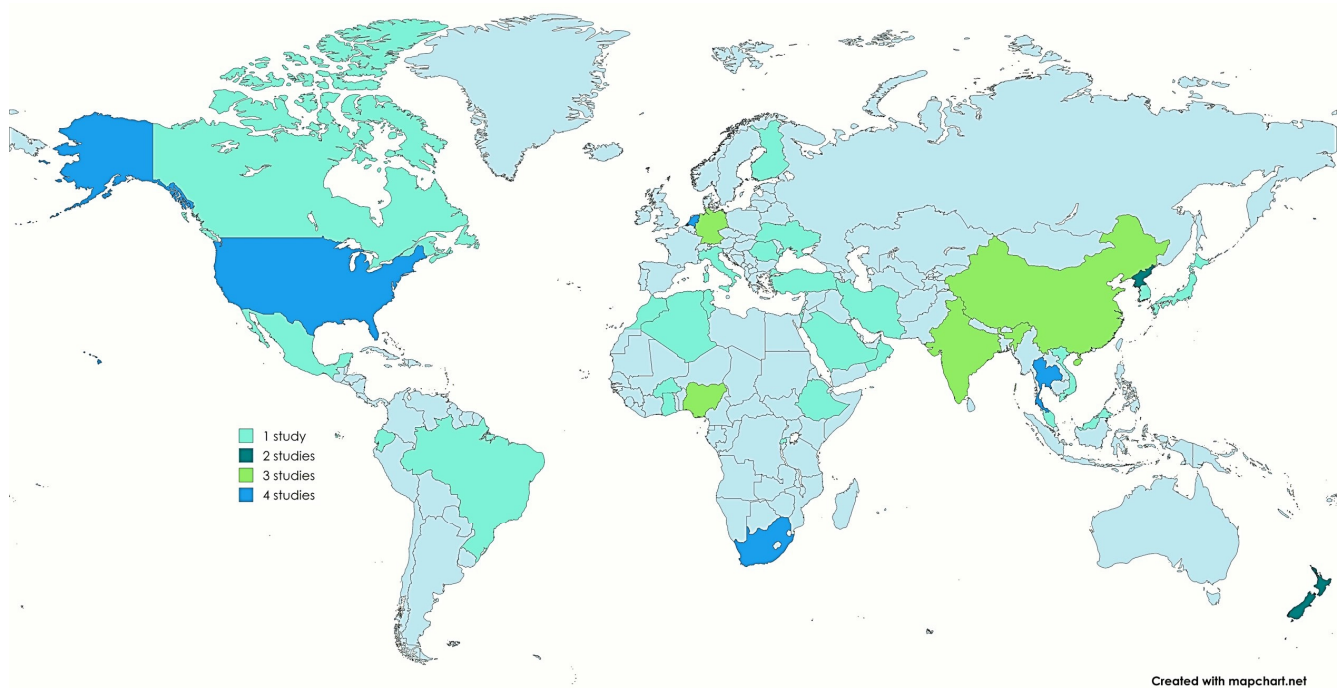 1 study
2 studies
3 studies
4 studies
Created with mapchart.net